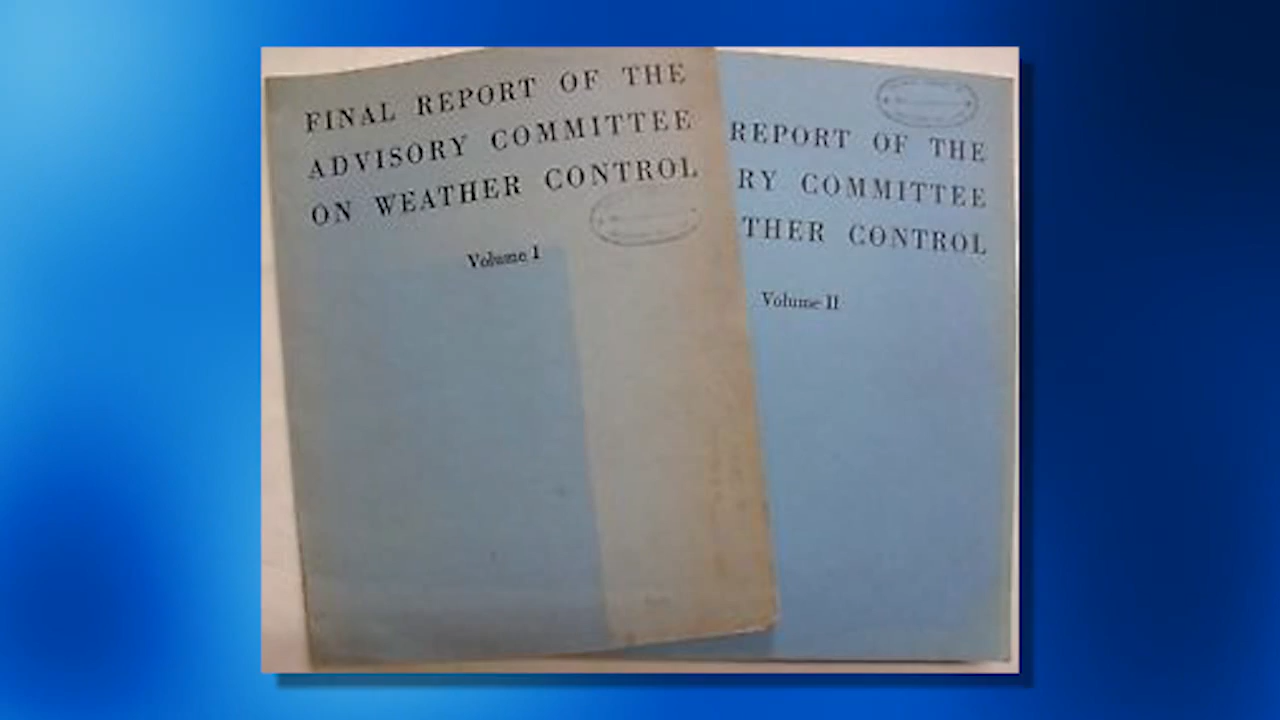 FINAL REPORT OF THE
ADVISORY COMMITTEE
ON WEATHER CONTROL
Volume I
REPORT OF THE
RY COMMITTEE
THER CONTROL
Volume II